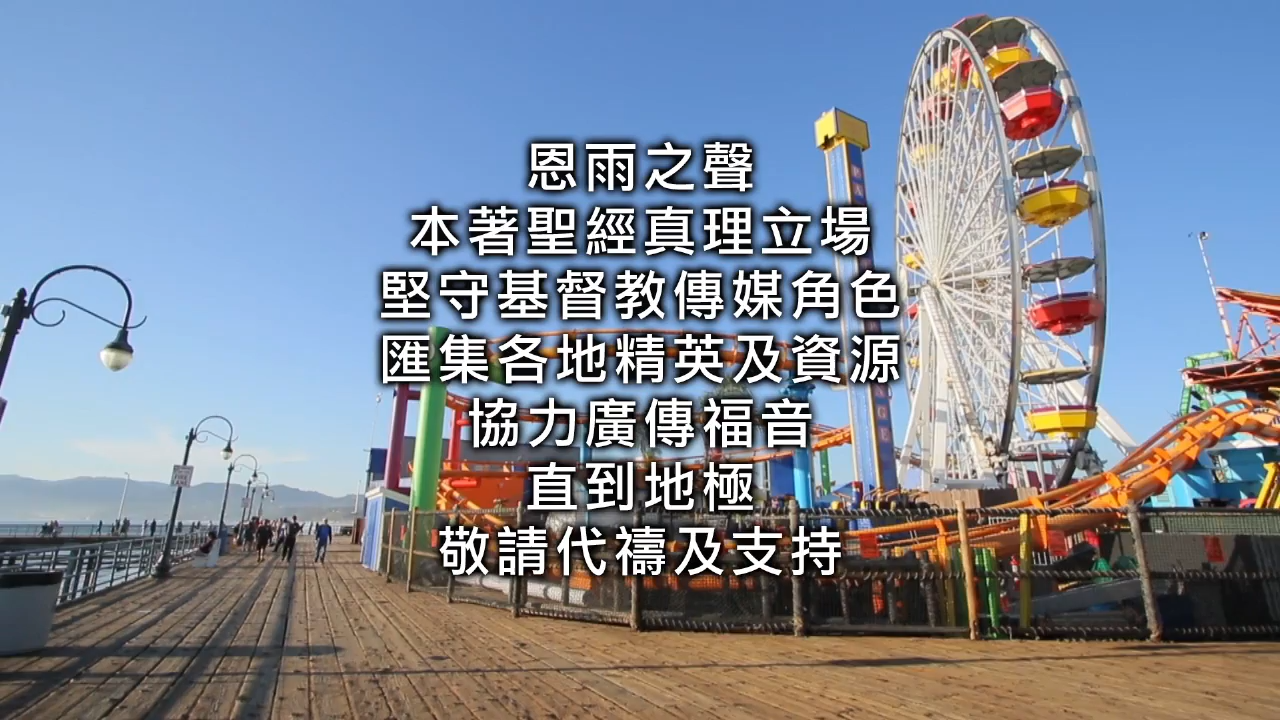 恩雨之聲
本著聖經真理立場
堅守基督教傳媒角色
匯集各地精英及資源
協力廣傳福音
直到地極
敬請代禱及支持